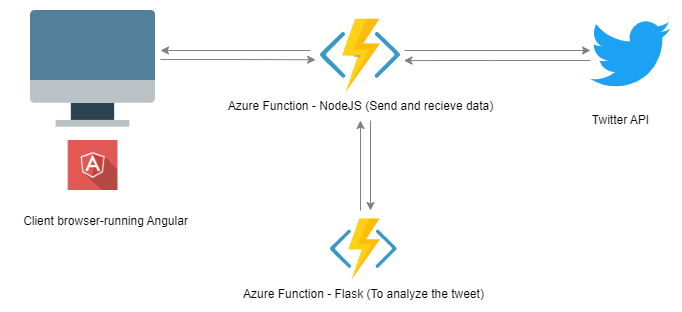 Azure Function - NodeJS (Send and recieve data)
Twitter API
A
Client browser-running Angular
Azure Function - Flask (To analyze the tweet)